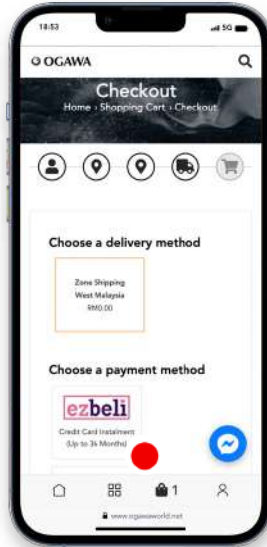 18:53
5G
OGAWA
Checkout
Home › Shopping Cart › Checkout
Choose a delivery method
Zone Shipping
West Malaysia
RM0.00
Choose a payment method
ezbeli
Credit Card Instalment
(Up to 36 Months)
1
www.ogawaworld.net